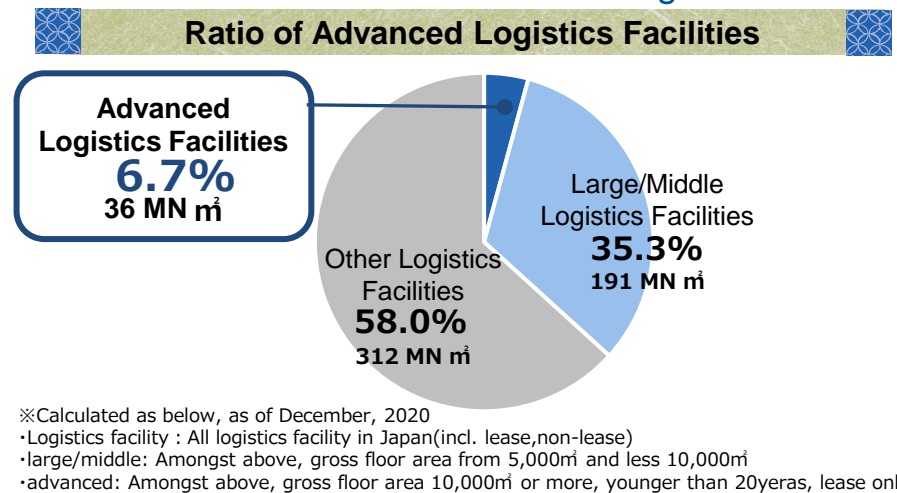 Ratio of Advanced Logistics Facilities
Advanced
Logistics Facilities
6.7%
36 MN ㎡
Large/Middle
Logistics Facilities
35.3%
191 MN ㎡
Other Logistics
Facilities
58.0%
312 MN ㎡
※Calculated as below, as of December, 2020
・Logistics facility : All logistics facility in Japan(incl. lease,non-lease)
・large/middle: Amongst above, gross floor area from 5,000㎡ and less 10,000㎡
・advanced: Amongst above, gross floor area 10,000㎡ or more, younger than 20yeras, lease onl